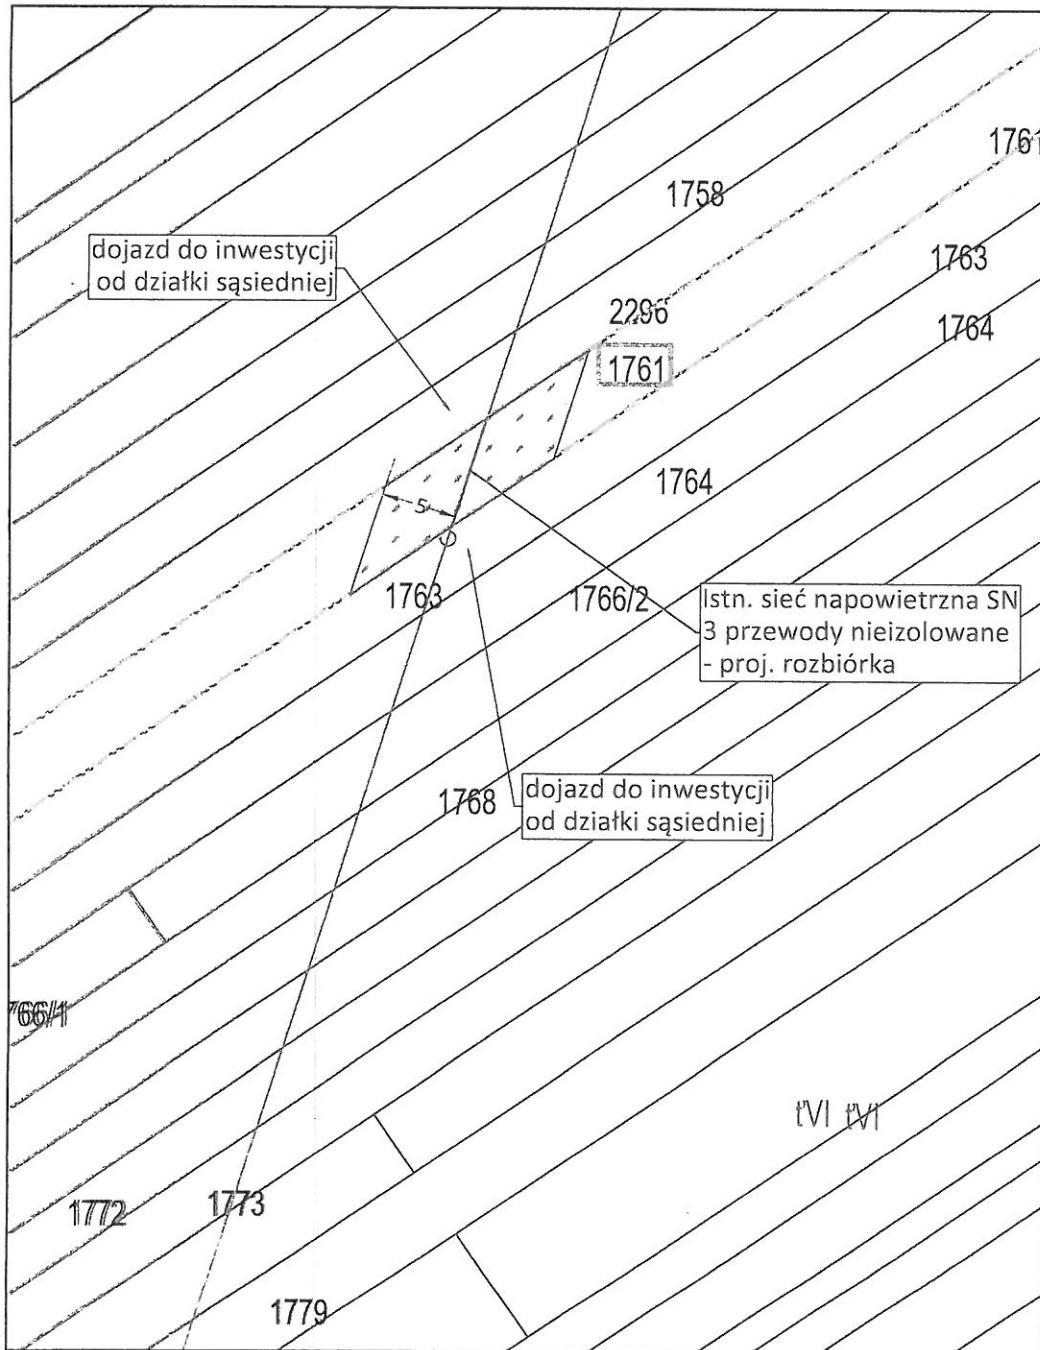 1761
1758
dojazd do inwestycji
od działki sąsiedniej
1763
2296
1764
1761
1764
5
1763
1766/2
Istn. sieć napowietrzna SN
3 przewody nieizolowane
- proj. rozbiórka
dojazd do inwestycji
od działki sąsiedniej
1768
766/1
ŁVI ŁVI
1772
1773
1779